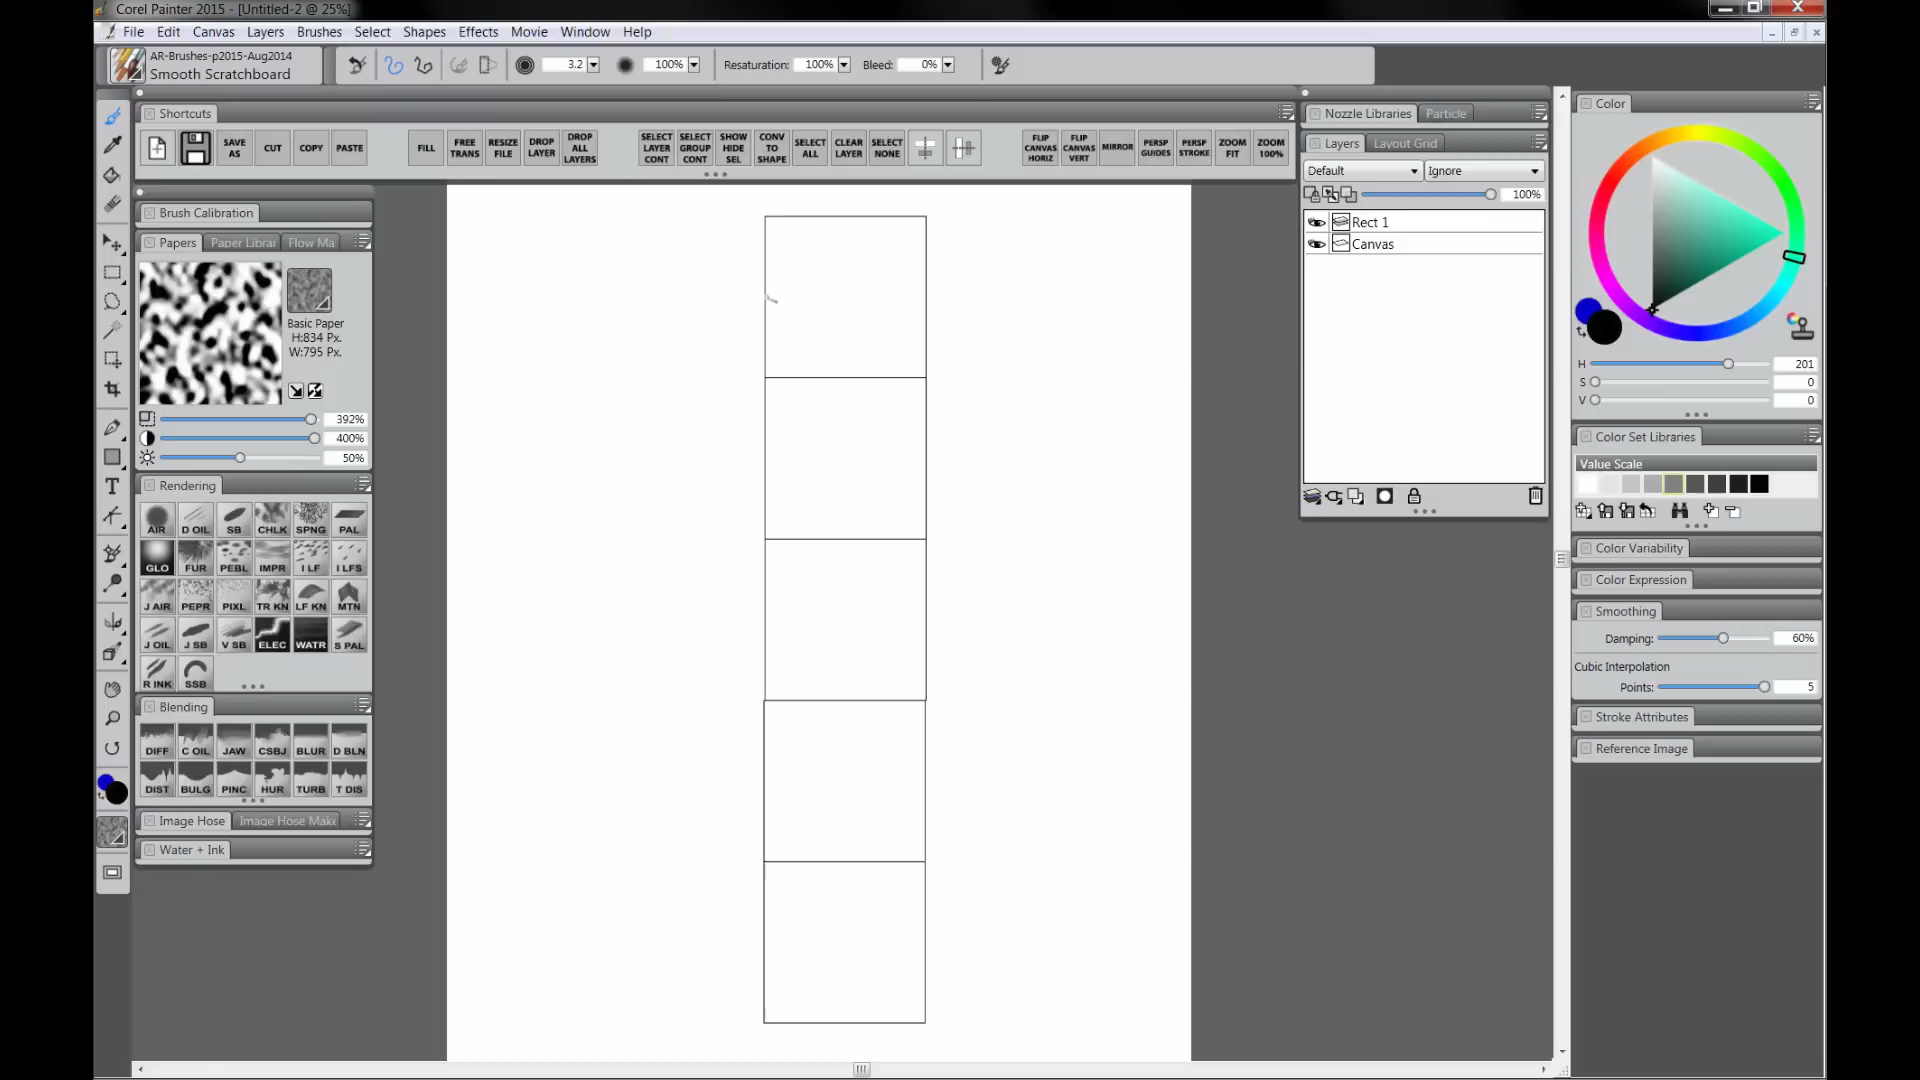 Corel Painter 2015 - [Untitled-2 @ 25%]
File Edit Canvas Layers Brushes Select Shapes Effects Movie Window Help
AR-Brushes-p2015-Aug2014
Smooth Scratchboard
3.2
100%
Resaturation: 100%
Bleed: 0%
Shortcuts
SAVE AS
CUT
COPY
PASTE
FILL
FREE TRANS
RESIZE FILE
DROP LAYER
DROP ALL LAYERS
SELECT LAYER CONT
SELECT GROUP CONT
SHOW HIDE SEL
CONV TO SHAPE
SELECT ALL
CLEAR LAYER
SELECT NONE
FLIP CANVAS HORIZ
FLIP CANVAS VERT
MIRROR
PERSP GUIDES
PERSP STROKE
ZOOM FIT
ZOOM 100%
Brush Calibration
Papers Paper Librar Flow Ma
Basic Paper
H:834 Px.
W:795 Px.
392%
400%
50%
Rendering
AIR D OIL SB CHLK SPNG PAL
GLO FUR PEBL IMPR I LF I LFS
J AIR PEPR PIXL TR KN LF KN MTN
J OIL J SB V SB ELEC WATR S PAL
R INK SSB
Blending
DIFF C OIL JAW CSBJ BLUR D BLN
DIST BULG PINC HUR TURB T DIS
Image Hose Image Hose Make
Water + Ink
T
Nozzle Libraries Particle
Layers Layout Grid
Default Ignore
100%
Rect 1
Canvas
Color
H 201
S 0
V 0
Color Set Libraries
Value Scale
Color Variability
Color Expression
Smoothing
Damping: 60%
Cubic Interpolation
Points: 5
Stroke Attributes
Reference Image